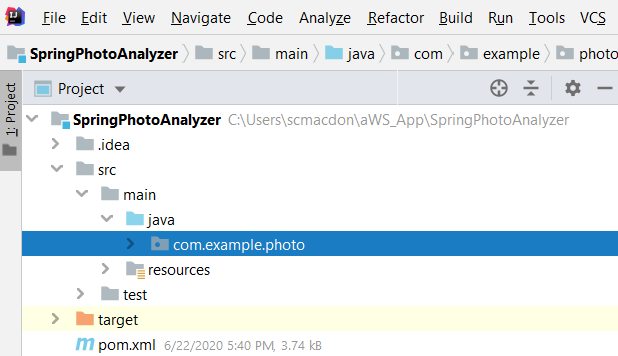 File Edit View Navigate Code Analyze Refactor Build Run Tools VCS
SpringPhotoAnalyzer src main java com example photo
1: Project
Project
SpringPhotoAnalyzer C:\Users\scmacdon\aWS_App\SpringPhotoAnalyzer
.idea
src
main
java
com.example.photo
resources
test
target
pom.xml 6/22/2020 5:40 PM, 3.74 kB